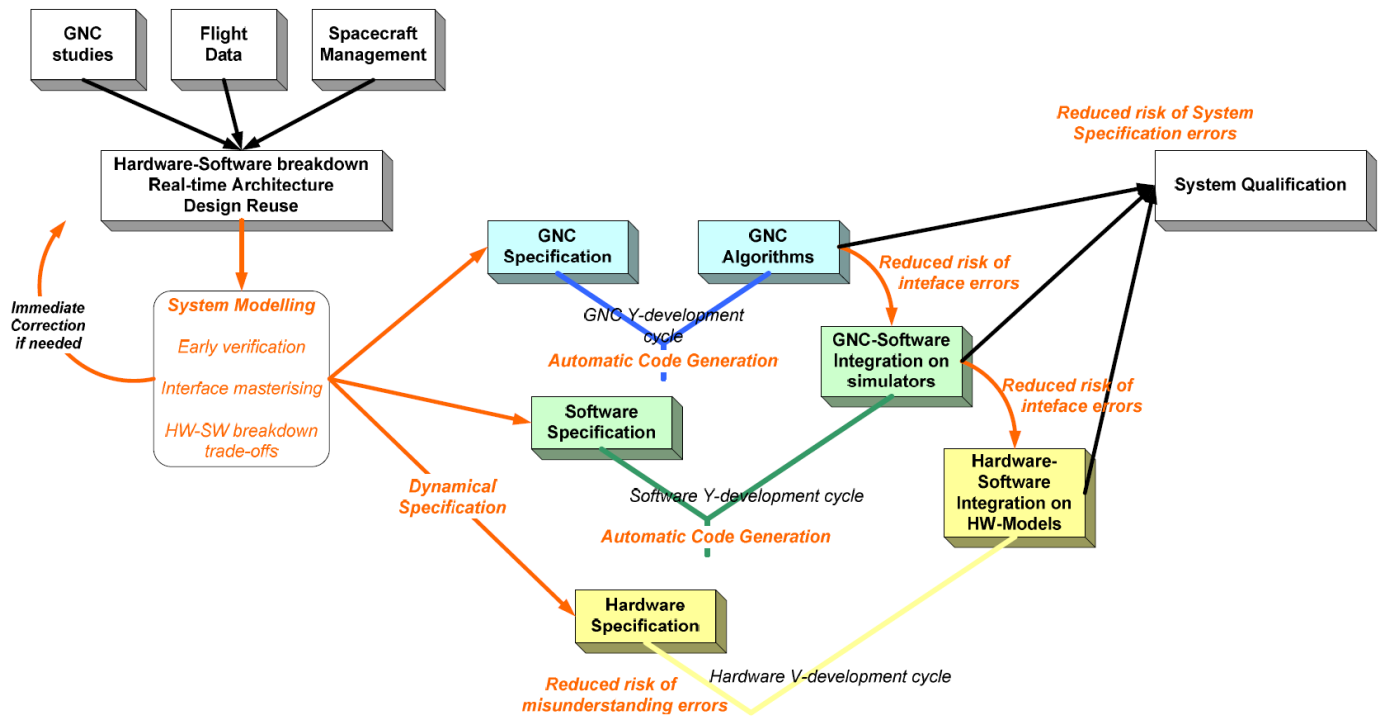 GNC
studies
Flight
Data
Spacecraft
Management
Reduced risk of System
Specification errors
Hardware-Software breakdown
Real-time Architecture
Design Reuse
System Qualification
GNC
Specification
GNC
Algorithms
Reduced risk of
inteface errors
Immediate
Correction
if needed
System Modelling
Early verification
Interface masterising
HW-SW breakdown
trade-offs
GNC Y-development
cycle
Automatic Code Generation
GNC-Software
Integration on
simulators
Reduced risk of
inteface errors
Software
Specification
Dynamical
Specification
Software Y-development cycle
Automatic Code Generation
Hardware-
Software
Integration on
HW-Models
Hardware
Specification
Hardware V-development cycle
Reduced risk of
misunderstanding errors